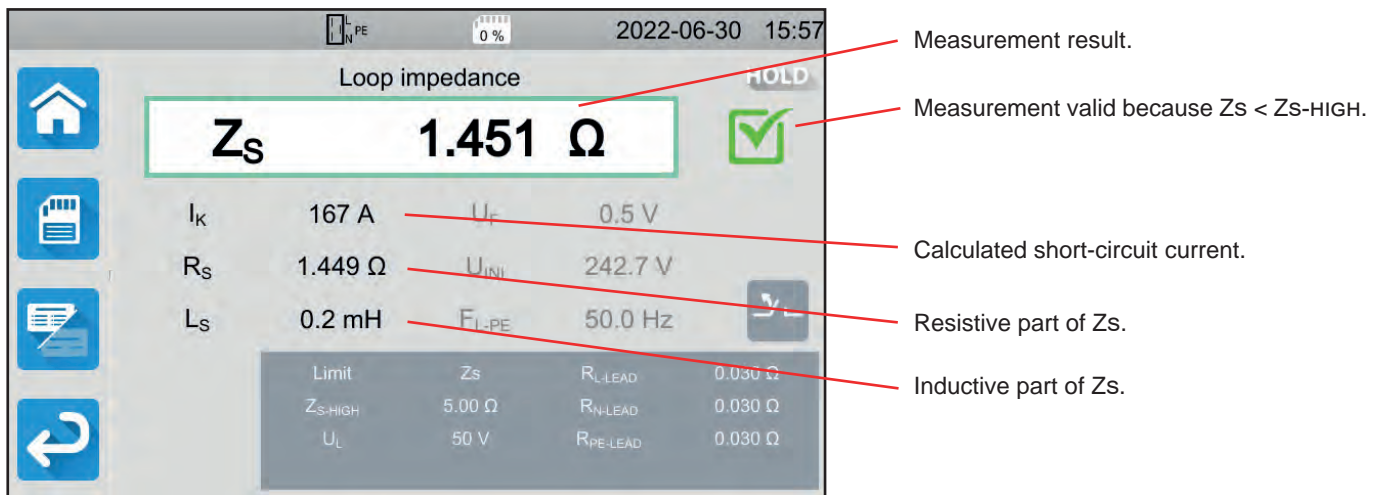 L
N PE
0 %
2022-06-30 15:57
Loop impedance
HOLD
Zs 1.451 Ω
IK 167 A UF 0.5 V
RS 1.449 Ω UINI 242.7 V
LS 0.2 mH FL-PE 50.0 Hz
Limit Zs RL-LEAD 0.030 Ω
ZS-HIGH 5.00 Ω RN-LEAD 0.030 Ω
UL 50 V RPE-LEAD 0.030 Ω
Measurement result.
Measurement valid because Zs < Zs-HIGH.
Calculated short-circuit current.
Resistive part of Zs.
Inductive part of Zs.